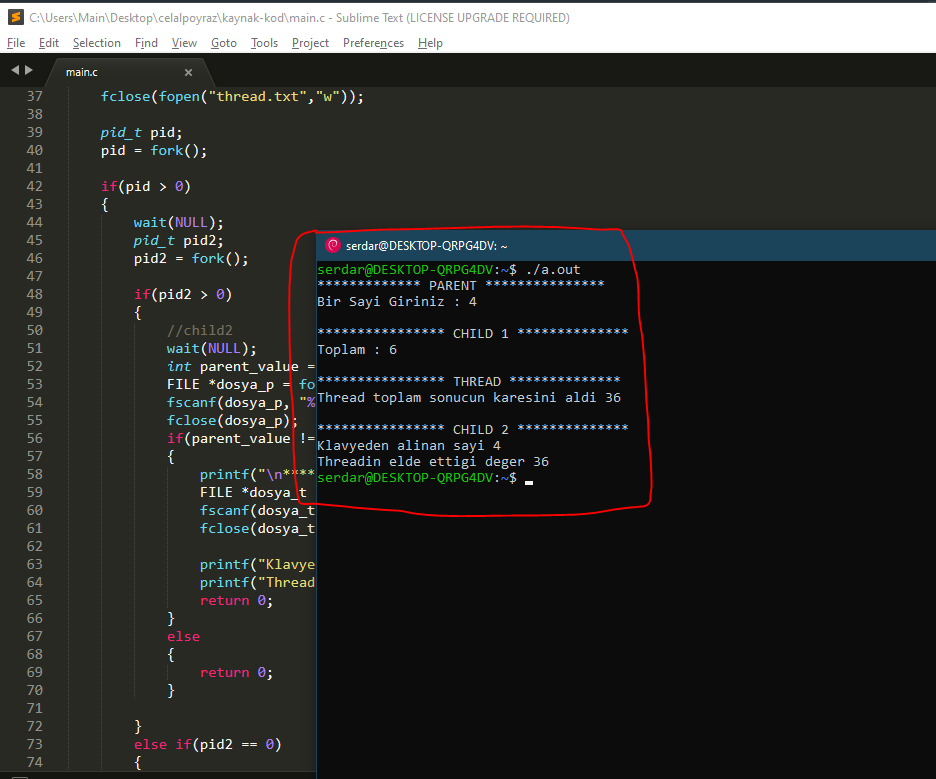 C:\Users\Main\Desktop\celalpoyraz\kaynak-kod\main.c - Sublime Text (LICENSE UPGRADE REQUIRED)
File Edit Selection Find View Goto Tools Project Preferences Help
main.c ×
37 fclose(fopen("thread.txt","w"));
38
39 pid_t pid;
40 pid = fork();
41
42 if(pid > 0)
43 {
44 wait(NULL);
45 pid_t pid2;
46 pid2 = fork();
47
48 if(pid2 > 0)
49 {
50 //child2
51 wait(NULL);
52 int parent_value =
53 FILE *dosya_p = fo
54 fscanf(dosya_p, "%
55 fclose(dosya_p);
56 if(parent_value !=
57 {
58 printf("\n****
59 FILE *dosya_t
60 fscanf(dosya_t
61 fclose(dosya_t
62
63 printf("Klavye
64 printf("Thread
65 return 0;
66 }
67 else
68 {
69 return 0;
70 }
71
72 }
73 else if(pid2 == 0)
74 {
serdar@DESKTOP-QRPG4DV: ~
serdar@DESKTOP-QRPG4DV:~$ ./a.out
************* PARENT ***************
Bir Sayi Giriniz : 4
**************** CHILD 1 **************
Toplam : 6
**************** THREAD **************
Thread toplam sonucun karesini aldi 36
**************** CHILD 2 **************
Klavyeden alinan sayi 4
Threadin elde ettigi deger 36
serdar@DESKTOP-QRPG4DV:~$